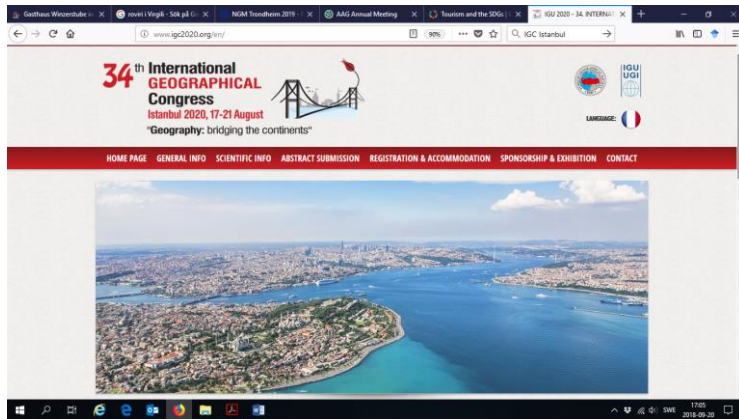 Gasthaus Winzerstube
roviri i Virgili - Sök på G
NGM Trondheim 2019 -
AAG Annual Meeting
Tourism and the SDGs |
IGU 2020 - 34. INTERNAT
www.igc2020.org/en/
90%
IGC Istanbul
34th International
GEOGRAPHICAL
Congress
Istanbul 2020, 17-21 August
"Geography: bridging the continents"
IGU
UGI
LANGUAGE:
HOME PAGE GENERAL INFO SCIENTIFIC INFO ABSTRACT SUBMISSION REGISTRATION & ACCOMMODATION SPONSORSHIP & EXHIBITION CONTACT
SWE
17:05
2018-09-20